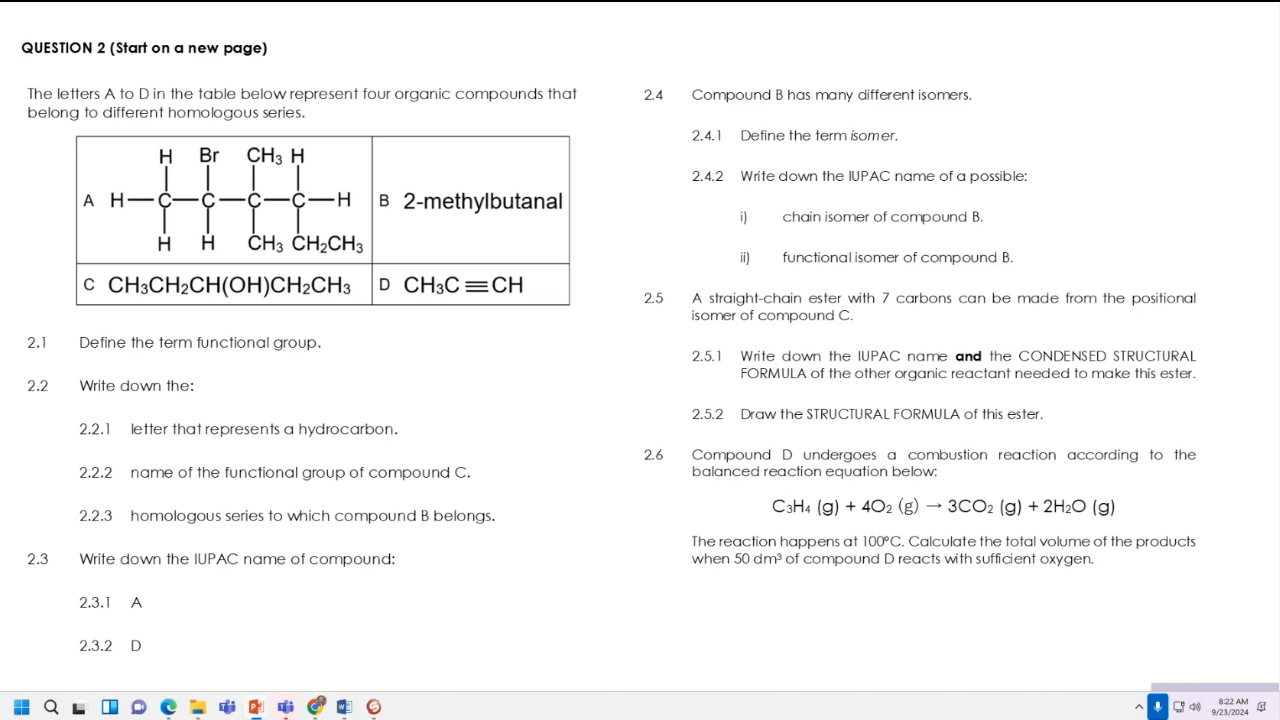 QUESTION 2 (Start on a new page)
The letters A to D in the table below represent four organic compounds that
belong to different homologous series.
H Br CH₃ H
A H—C—C—C—C—H
H H CH₃ CH₂CH₃
B 2-methylbutanal
C CH₃CH₂CH(OH)CH₂CH₃
D CH₃C≡CH
2.1 Define the term functional group.
2.2 Write down the:
2.2.1 letter that represents a hydrocarbon.
2.2.2 name of the functional group of compound C.
2.2.3 homologous series to which compound B belongs.
2.3 Write down the IUPAC name of compound:
2.3.1 A
2.3.2 D
2.4 Compound B has many different isomers.
2.4.1 Define the term isomer.
2.4.2 Write down the IUPAC name of a possible:
i) chain isomer of compound B.
ii) functional isomer of compound B.
2.5 A straight-chain ester with 7 carbons can be made from the positional
isomer of compound C.
2.5.1 Write down the IUPAC name and the CONDENSED STRUCTURAL
FORMULA of the other organic reactant needed to make this ester.
2.5.2 Draw the STRUCTURAL FORMULA of this ester.
2.6 Compound D undergoes a combustion reaction according to the
balanced reaction equation below:
C₃H₄ (g) + 4O₂ (g) → 3CO₂ (g) + 2H₂O (g)
The reaction happens at 100ºC. Calculate the total volume of the products
when 50 dm³ of compound D reacts with sufficient oxygen.
8:22 AM
9/23/2024